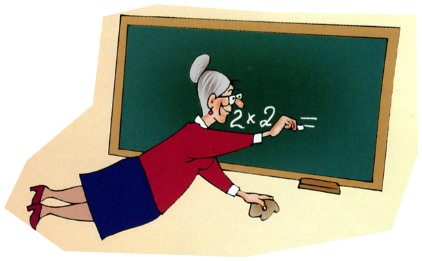 2 × 2 =